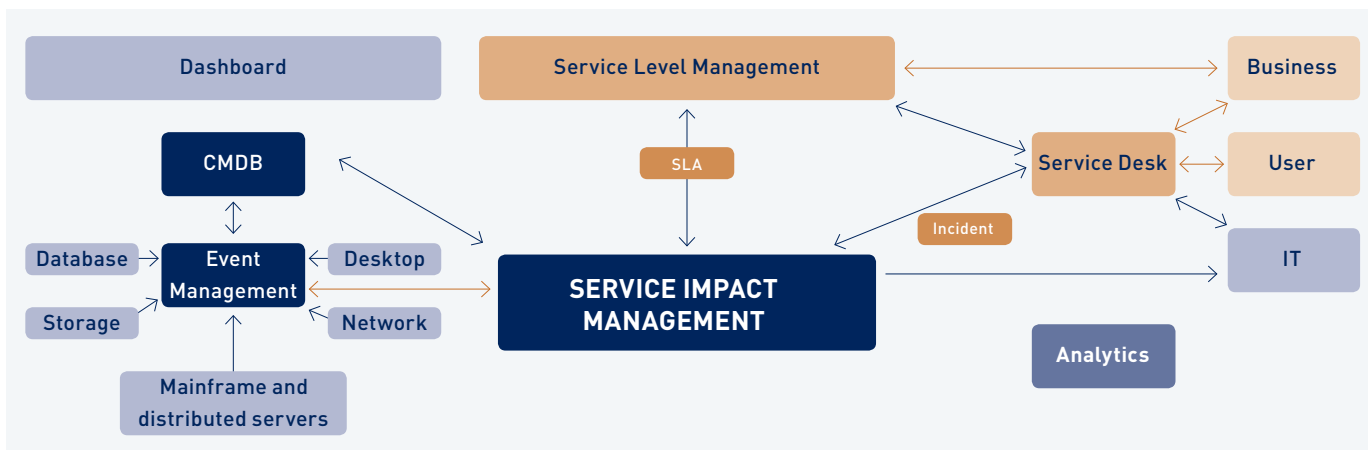 Dashboard
Service Level Management
Business
CMDB
SLA
Service Desk
User
Incident
Database
Event
Management
Desktop
IT
Storage
Network
SERVICE IMPACT
MANAGEMENT
Analytics
Mainframe and
distributed servers